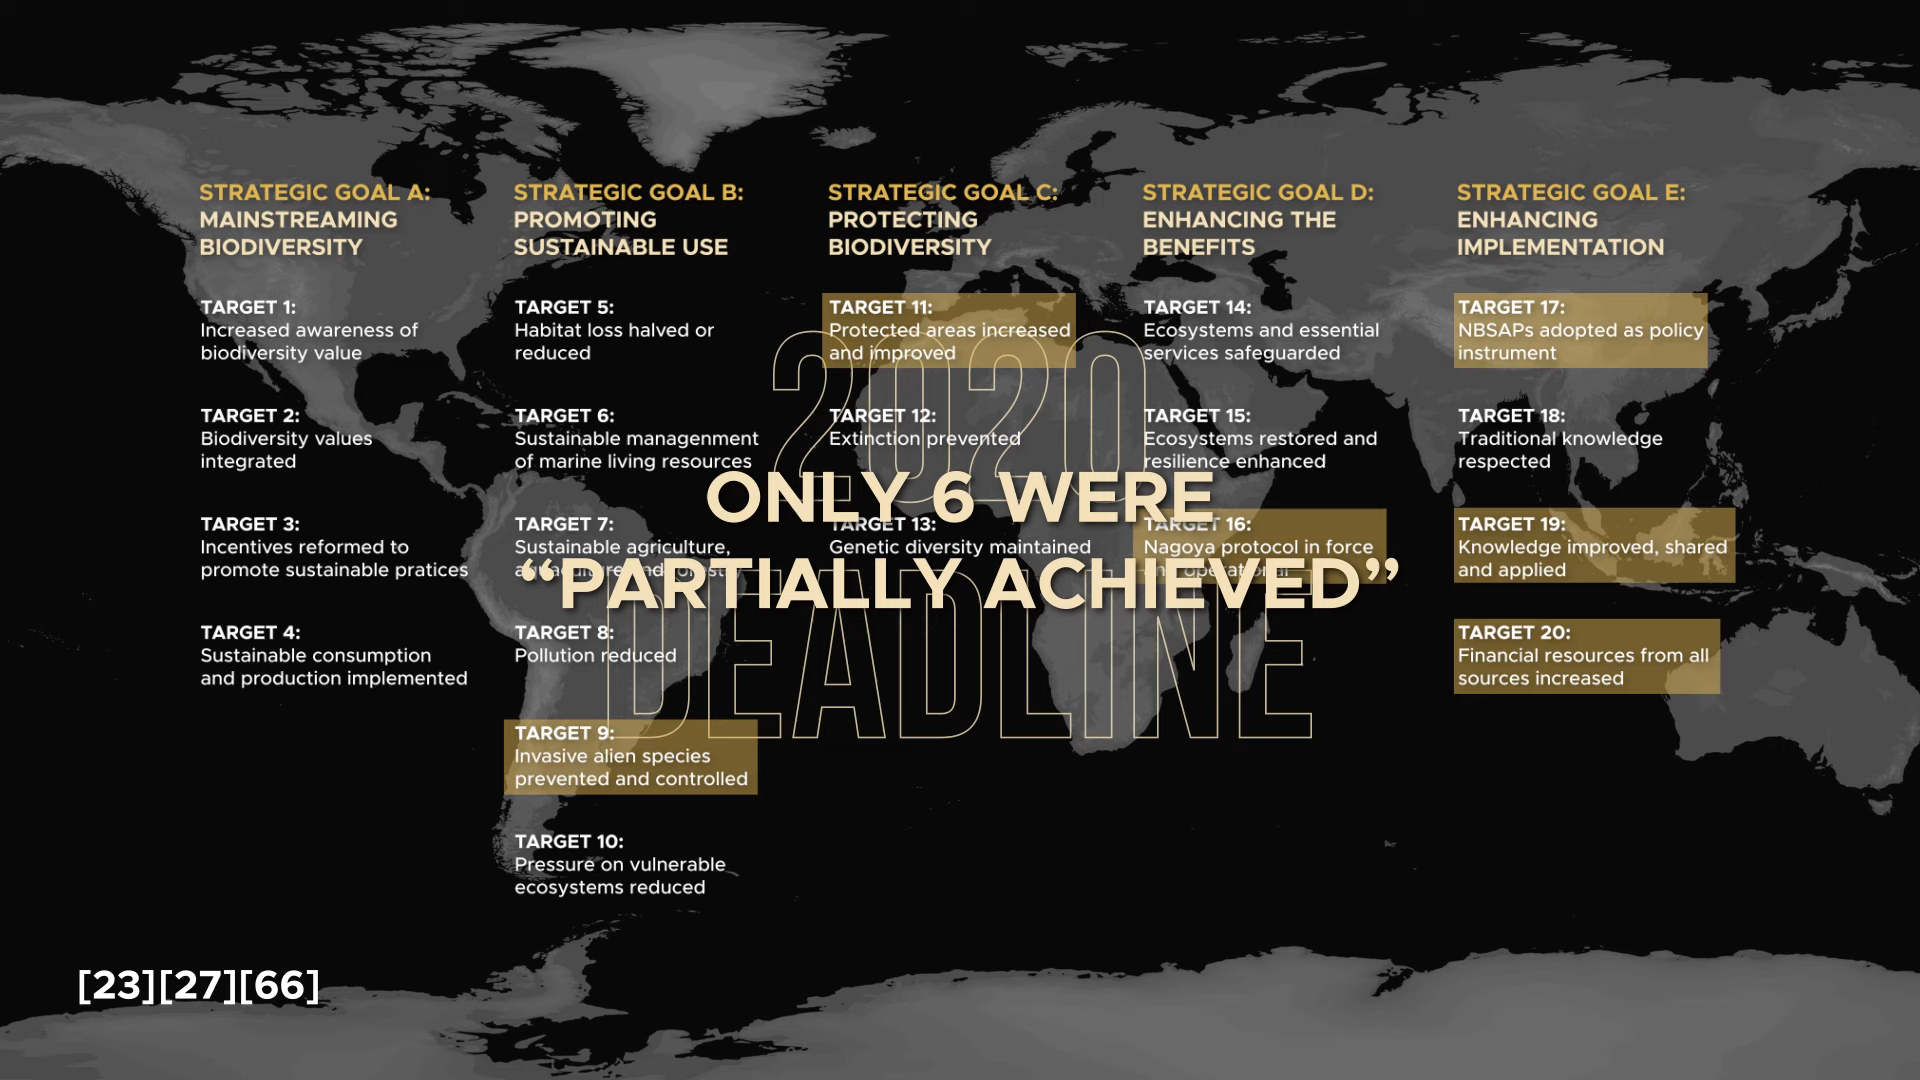 STRATEGIC GOAL A:
MAINSTREAMING
BIODIVERSITY
TARGET 1:
Increased awareness of
biodiversity value
TARGET 2:
Biodiversity values
integrated
TARGET 3:
Incentives reformed to
promote sustainable pratices
TARGET 4:
Sustainable consumption
and production implemented
STRATEGIC GOAL B:
PROMOTING
SUSTAINABLE USE
TARGET 5:
Habitat loss halved or
reduced
TARGET 6:
Sustainable managenment
of marine living resources
TARGET 7:
Sustainable agriculture,
TARGET 8:
Pollution reduced
TARGET 9:
Invasive alien species
prevented and controlled
TARGET 10:
Pressure on vulnerable
ecosystems reduced
STRATEGIC GOAL C:
PROTECTING
BIODIVERSITY
TARGET 11:
Protected areas increased
and improved
TARGET 12:
Extinction prevented
TARGET 13:
Genetic diversity maintained
STRATEGIC GOAL D:
ENHANCING THE
BENEFITS
TARGET 14:
Ecosystems and essential
services safeguarded
TARGET 15:
Ecosystems restored and
resilience enhanced
TARGET 16:
Nagoya protocol in force
STRATEGIC GOAL E:
ENHANCING
IMPLEMENTATION
TARGET 17:
NBSAPs adopted as policy
instrument
TARGET 18:
Traditional knowledge
respected
TARGET 19:
Knowledge improved, shared
and applied
TARGET 20:
Financial resources from all
sources increased
2020
DEADLINE
ONLY 6 WERE
“PARTIALLY ACHIEVED”
[23][27][66]